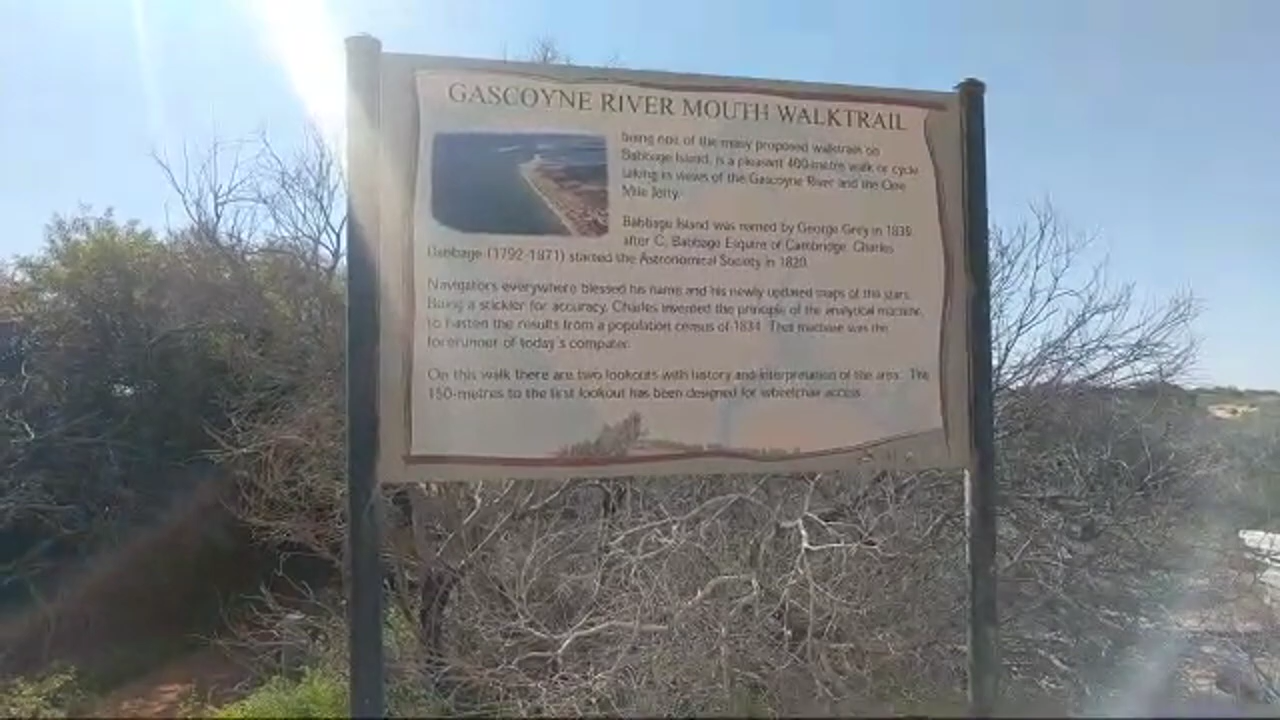 GASCOYNE RIVER MOUTH WALKTRAIL
being one of the many proposed walktrails on
Babbage Island, is a pleasant 400-metre walk or cycle
taking in views of the Gascoyne River and the One
Mile Jetty.
Babbage Island was named by George Grey in 1839
after C. Babbage Esquire of Cambridge. Charles
Babbage (1792-1871) started the Astronomical Society in 1820.
Navigators everywhere blessed his name and his newly updated maps of the stars.
Being a stickler for accuracy, Charles invented the principle of the analytical machine,
to hasten the results from a population census of 1834. That machine was the
forerunner of today's computer.
On this walk there are two lookouts with history and interpretation of the area. The
150-metres to the first lookout has been designed for wheelchair access.